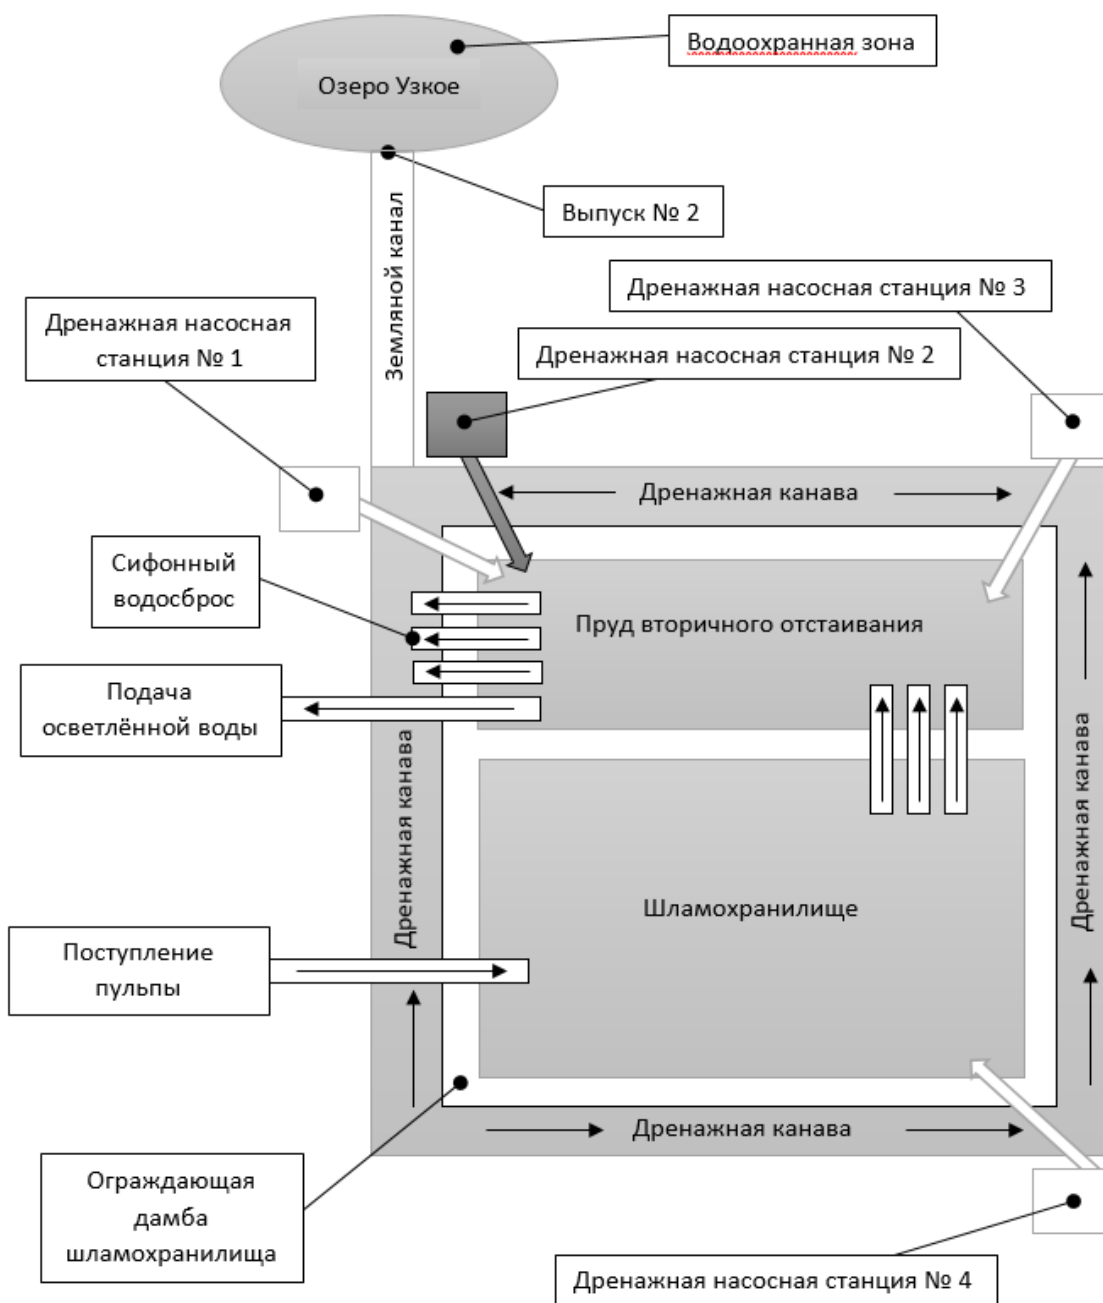 Водоохранная зона
Озеро Узкое
Выпуск № 2
Земляной канал
Дренажная насосная станция № 3
Дренажная насосная
станция № 1
Дренажная насосная станция № 2
Дренажная канава
Сифонный
водосброс
Пруд вторичного отстаивания
Подача
осветлённой воды
Дренажная канава
Дренажная канава
Шламохранилище
Поступление
пульпы
Дренажная канава
Ограждающая
дамба
шламохранилища
Дренажная насосная станция № 4